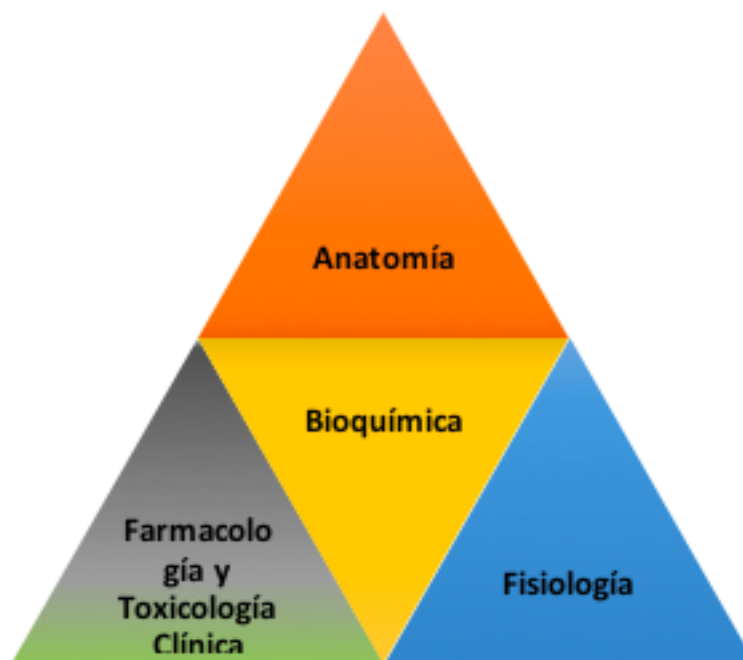 Anatomía
Bioquímica
Farmacolo
gía y
Toxicología
Clínica
Fisiología